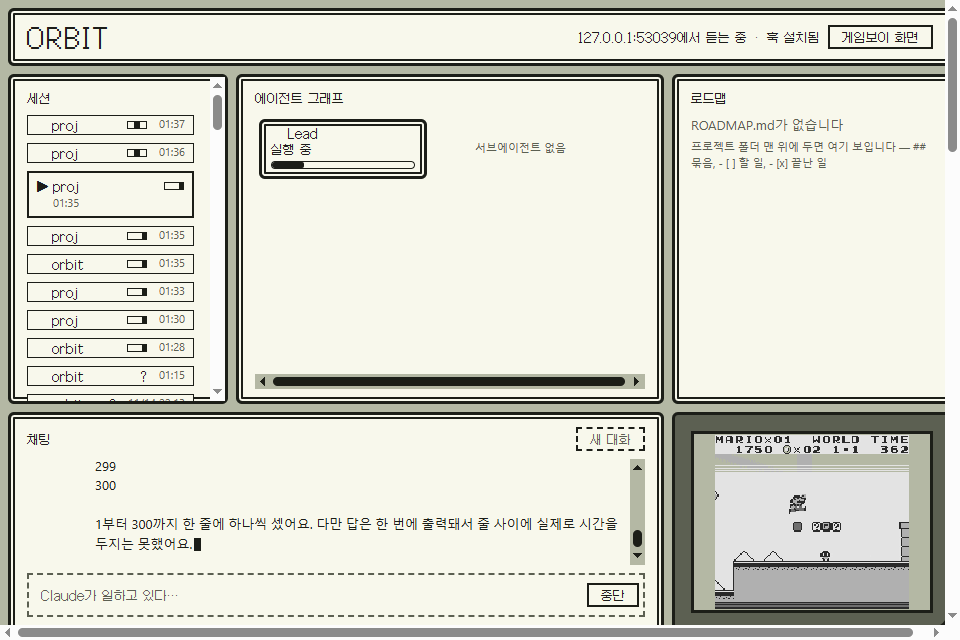 ORBIT
127.0.0.1:53039에서 듣는 중 · 훅 설치됨
게임보이 화면
세션
proj 01:37
proj 01:36
▶ proj
01:35
proj 01:35
orbit 01:35
proj 01:33
proj 01:30
orbit 01:28
orbit ? 01:15
에이전트 그래프
Lead
실행 중
서브에이전트 없음
로드맵
ROADMAP.md가 없습니다
프로젝트 폴더 맨 위에 두면 여기 보입니다 — ##
묶음, - [ ] 할 일, - [x] 끝난 일
채팅
새 대화
299
300
1부터 300까지 한 줄에 하나씩 셌어요. 다만 답은 한 번에 출력돼서 줄 사이에 실제로 시간을
두지는 못했어요.
Claude가 일하고 있다…
중단
MARIO×01 WORLD TIME
1750 ×02 1-1 362